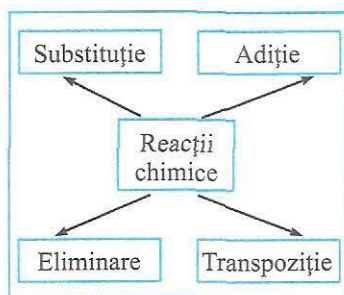 Substituție
Adiție
Reacții
chimice
Eliminare
Transpoziție